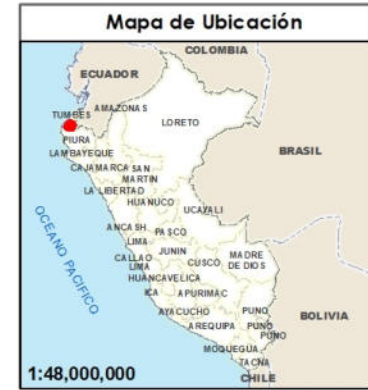 Mapa de Ubicación
COLOMBIA
ECUADOR
AMAZONAS
TUMBES
LORETO
PIURA
LAMBAYEQUE
BRASIL
CAJAMARCA
SAN
MARTIN
LA LIBERTAD
HUANUCO
UCAYALI
ANCASH
PASCO
LIMA
JUNIN
MADRE
DE DIOS
CALLAO
CUSCO
LIMA
HUANCAVELICA
OCEANO PACIFICO
ICA
APURIMAC
AYACUCHO
PUNO
BOLIVIA
AREQUIPA
PUNO
PUNO
MOQUEGUA
TACNA
1:48,000,000
CHILE